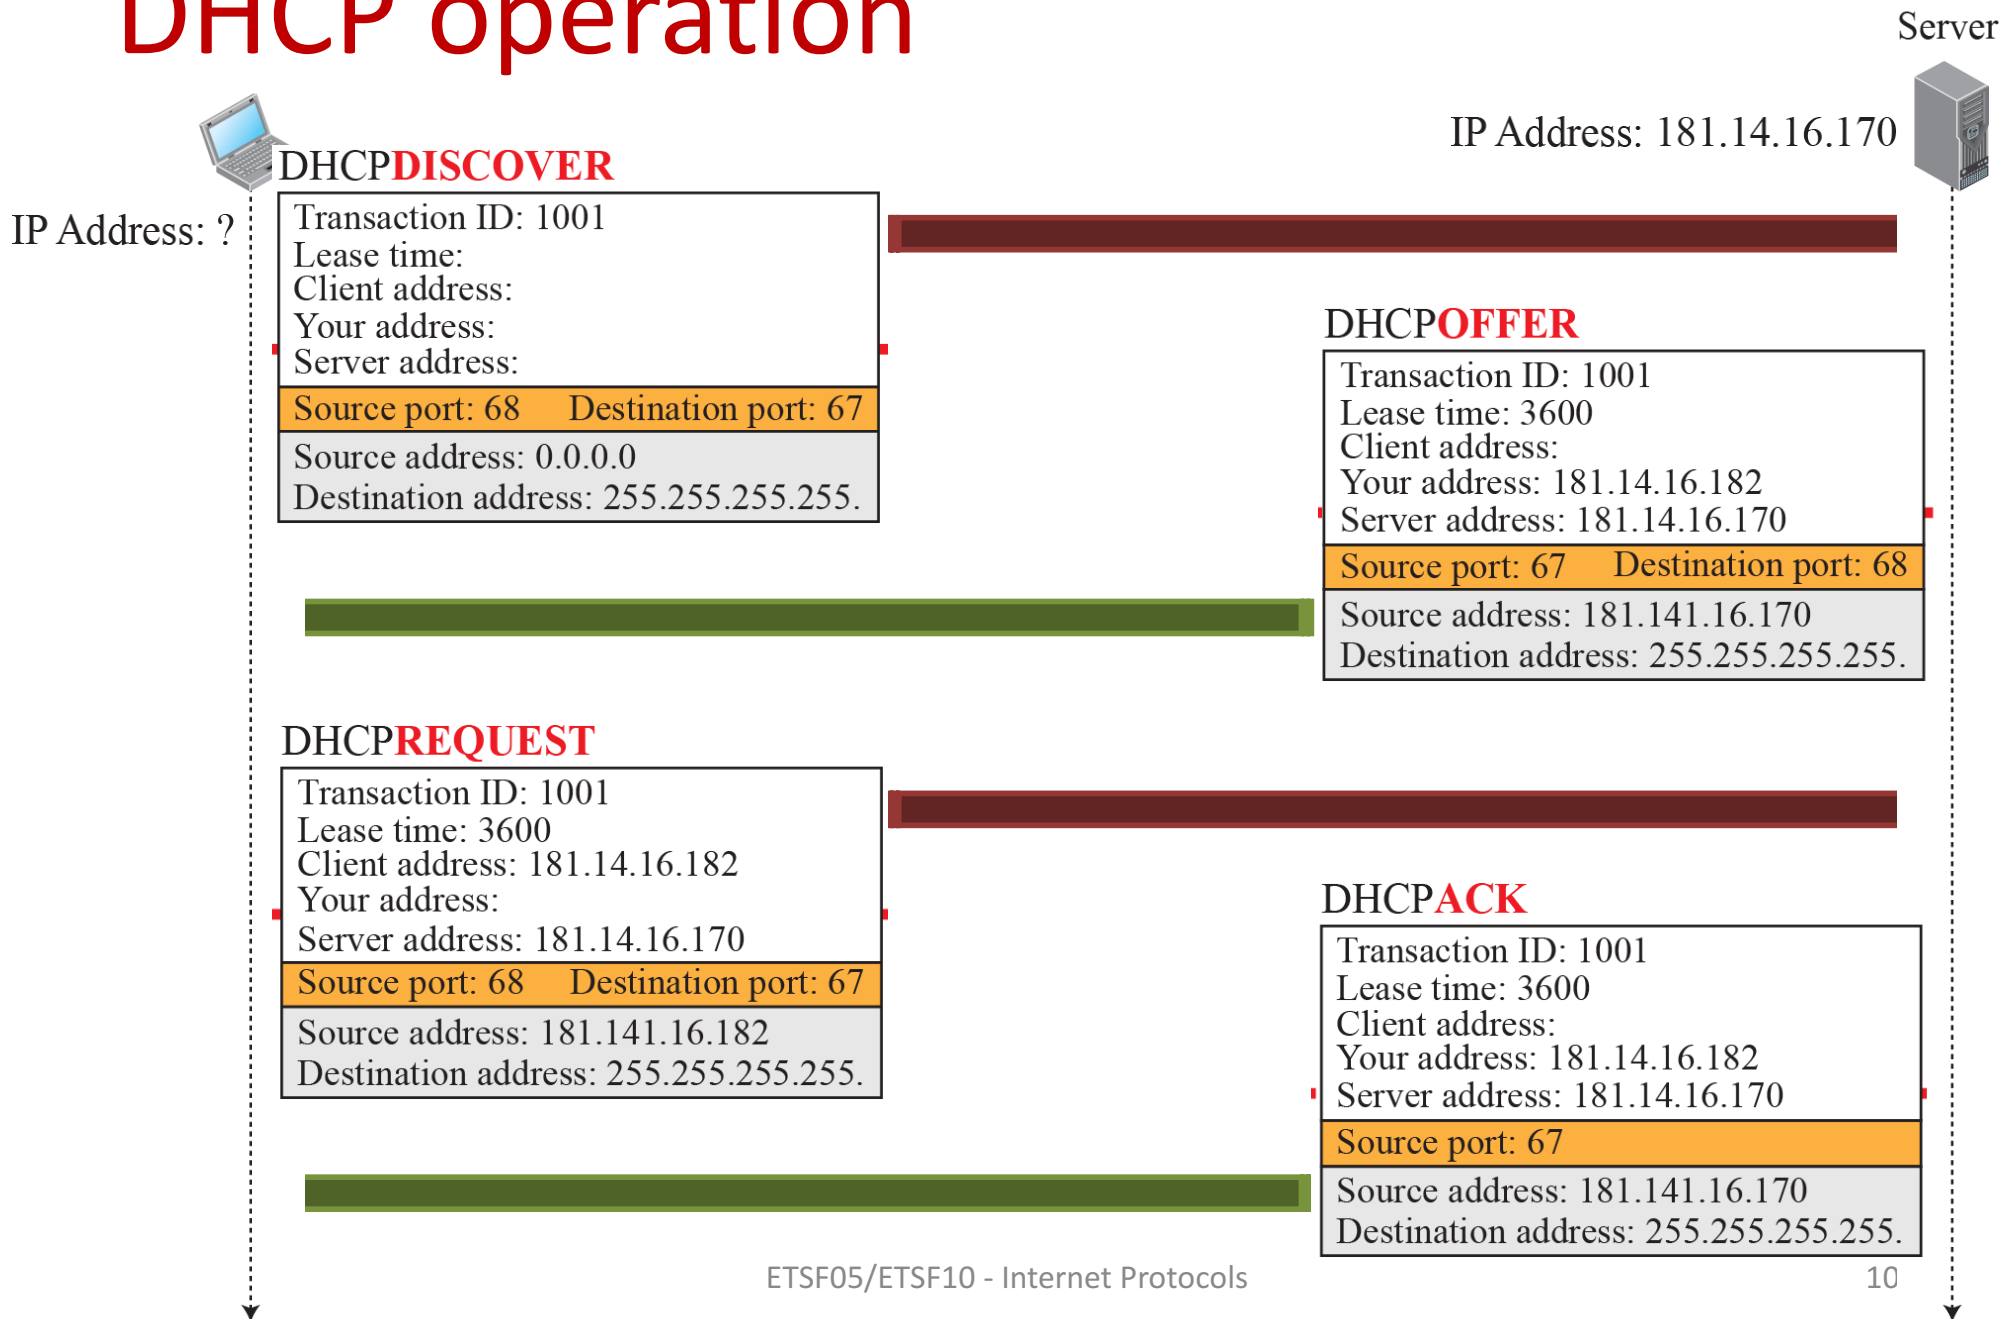 DHCP operation
Server
IP Address: 181.14.16.170
IP Address: ?
DHCPDISCOVER
Transaction ID: 1001
Lease time:
Client address:
Your address:
Server address:
Source port: 68 Destination port: 67
Source address: 0.0.0.0
Destination address: 255.255.255.255.
DHCPOFFER
Transaction ID: 1001
Lease time: 3600
Client address:
Your address: 181.14.16.182
Server address: 181.14.16.170
Source port: 67 Destination port: 68
Source address: 181.141.16.170
Destination address: 255.255.255.255.
DHCPREQUEST
Transaction ID: 1001
Lease time: 3600
Client address: 181.14.16.182
Your address:
Server address: 181.14.16.170
Source port: 68 Destination port: 67
Source address: 181.141.16.182
Destination address: 255.255.255.255.
DHCPACK
Transaction ID: 1001
Lease time: 3600
Client address:
Your address: 181.14.16.182
Server address: 181.14.16.170
Source port: 67
Source address: 181.141.16.170
Destination address: 255.255.255.255.
ETSF05/ETSF10 - Internet Protocols
10